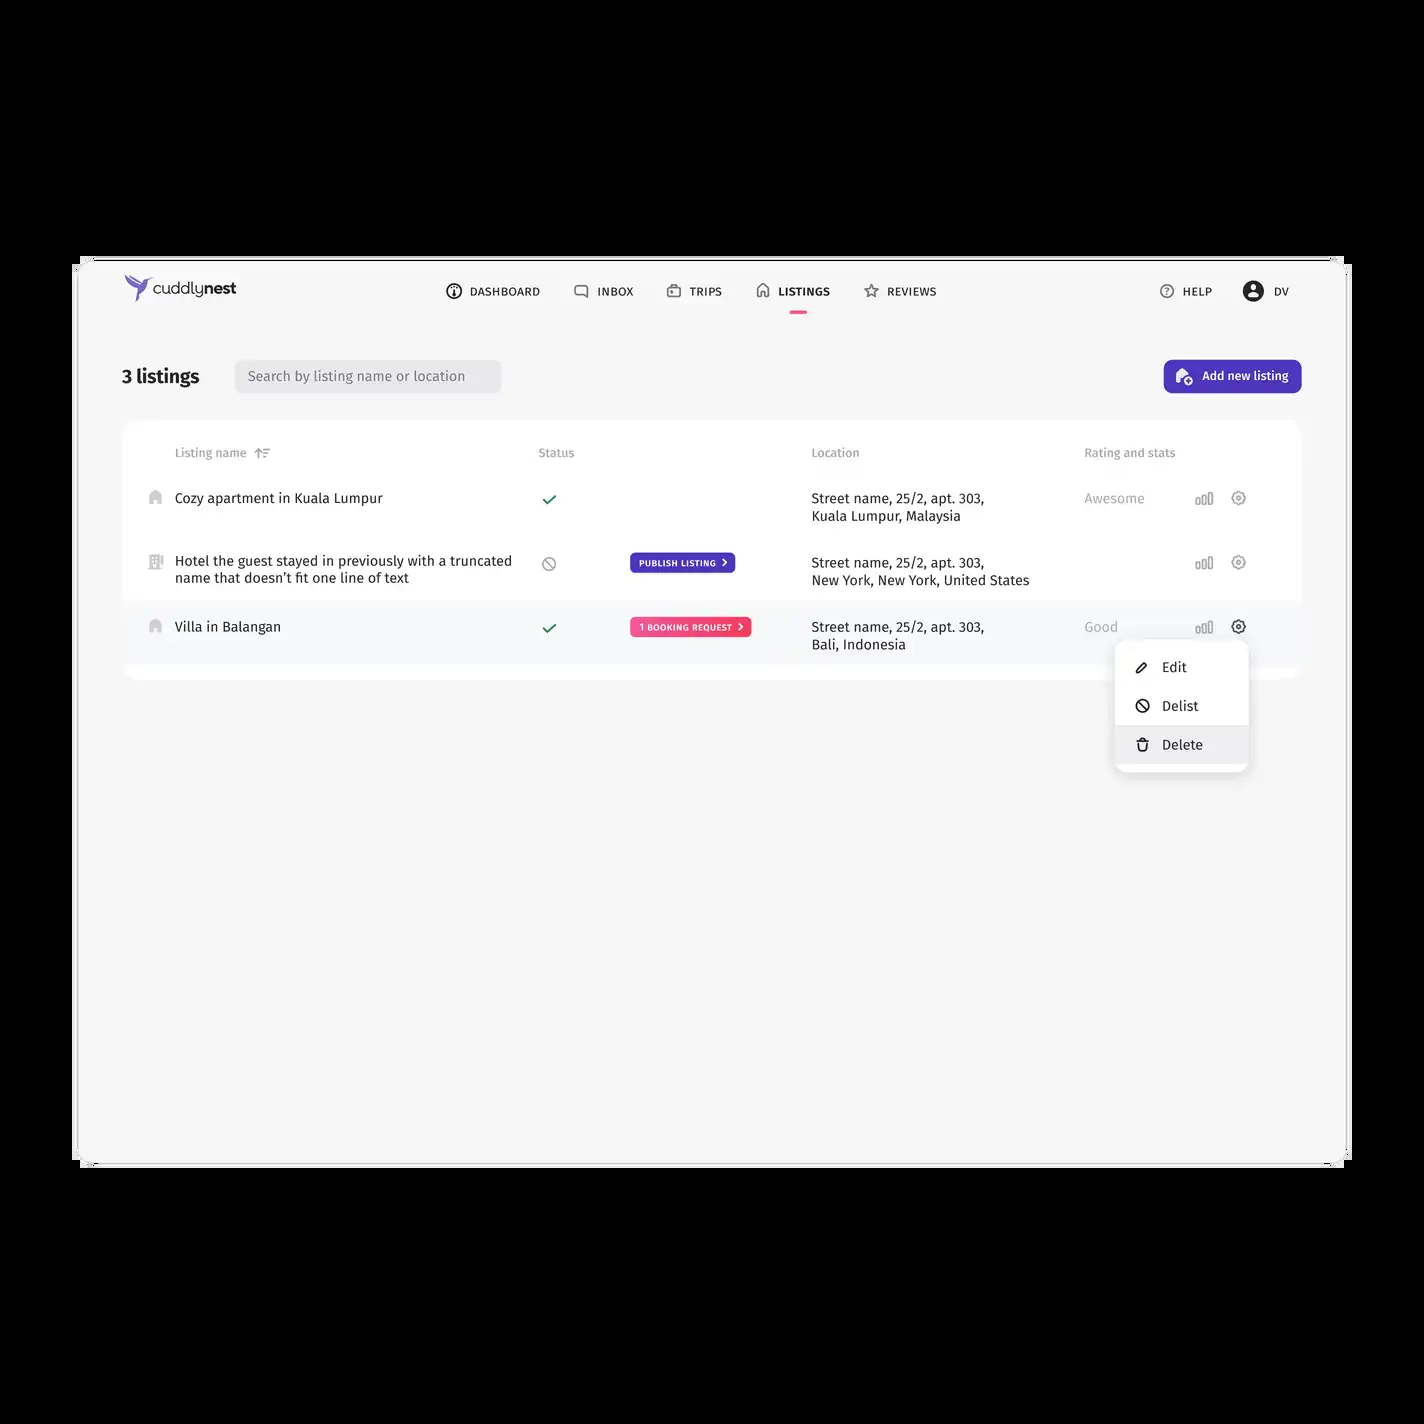 cuddlynest
DASHBOARD
INBOX
TRIPS
LISTINGS
REVIEWS
HELP
DV
3 listings
Search by listing name or location
Add new listing
Listing name
Status
Location
Rating and stats
Cozy apartment in Kuala Lumpur
Street name, 25/2, apt. 303,
Kuala Lumpur, Malaysia
Awesome
Hotel the guest stayed in previously with a truncated
name that doesn’t fit one line of text
PUBLISH LISTING
Street name, 25/2, apt. 303,
New York, New York, United States
Villa in Balangan
1 BOOKING REQUEST
Street name, 25/2, apt. 303,
Bali, Indonesia
Good
Edit
Delist
Delete